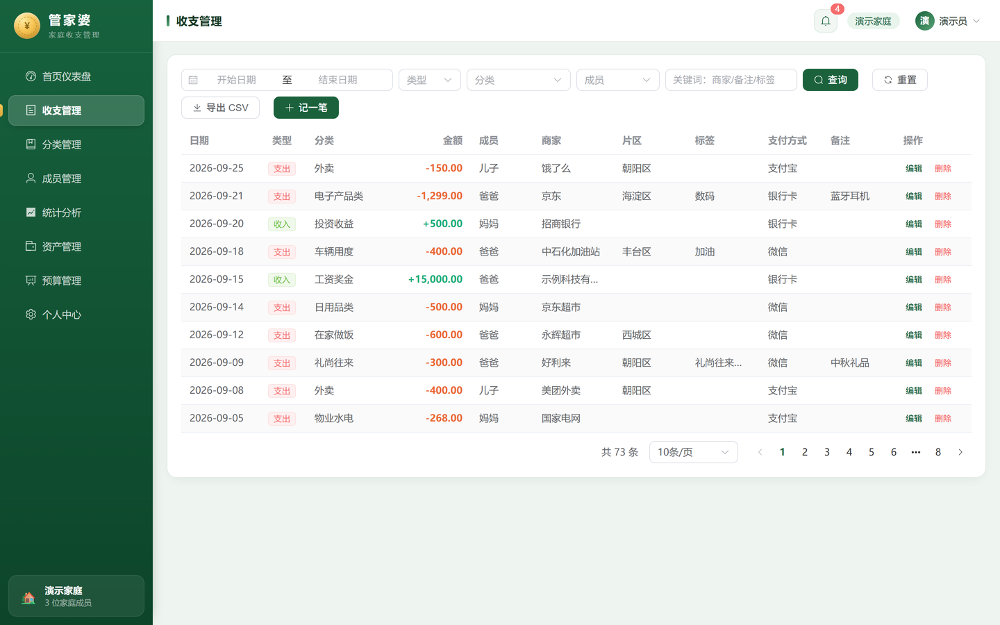 ¥
管家婆
家庭收支管理
首页仪表盘
收支管理
分类管理
成员管理
统计分析
资产管理
预算管理
个人中心
演示家庭
3 位家庭成员
收支管理
4
演示家庭
演
演示员
开始日期 至 结束日期
类型
分类
成员
关键词：商家/备注/标签
查询
重置
导出 CSV
记一笔
日期 类型 分类 金额 成员 商家 片区 标签 支付方式 备注 操作
2026-09-25 支出 外卖 -150.00 儿子 饿了么 朝阳区 支付宝 编辑 删除
2026-09-21 支出 电子产品类 -1,299.00 爸爸 京东 海淀区 数码 银行卡 蓝牙耳机 编辑 删除
2026-09-20 收入 投资收益 +500.00 妈妈 招商银行 银行卡 编辑 删除
2026-09-18 支出 车辆用度 -400.00 爸爸 中石化加油站 丰台区 加油 微信 编辑 删除
2026-09-15 收入 工资奖金 +15,000.00 爸爸 示例科技有... 银行卡 编辑 删除
2026-09-14 支出 日用品类 -500.00 妈妈 京东超市 微信 编辑 删除
2026-09-12 支出 在家做饭 -600.00 爸爸 永辉超市 西城区 微信 编辑 删除
2026-09-09 支出 礼尚往来 -300.00 爸爸 好利来 朝阳区 礼尚往来... 微信 中秋礼品 编辑 删除
2026-09-08 支出 外卖 -400.00 儿子 美团外卖 朝阳区 支付宝 编辑 删除
2026-09-05 支出 物业水电 -268.00 妈妈 国家电网 支付宝 编辑 删除
共 73 条 10条/页 1 2 3 4 5 6 ••• 8